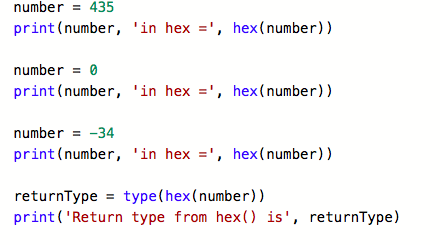 number = 435
print(number, 'in hex =', hex(number))
number = 0
print(number, 'in hex =', hex(number))
number = -34
print(number, 'in hex =', hex(number))
returnType = type(hex(number))
print('Return type from hex() is', returnType)